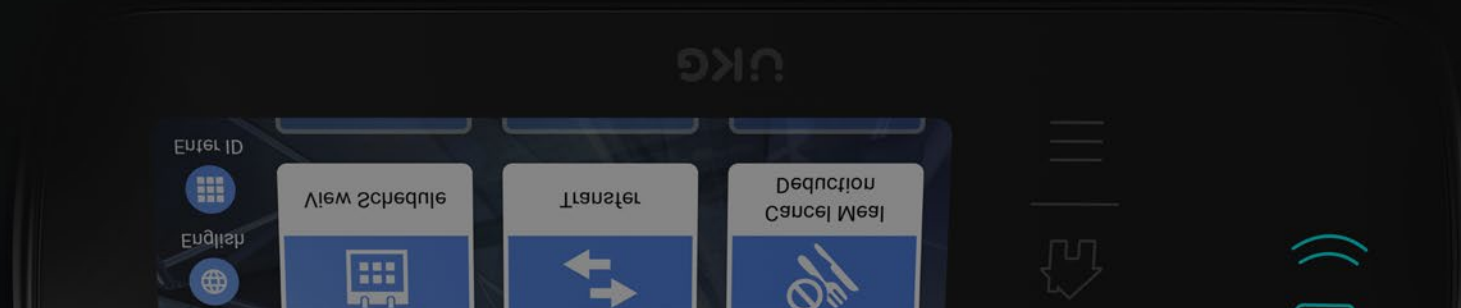 English
View Schedule
Transfer
Cancel Meal
Deduction
Enter ID
UKG